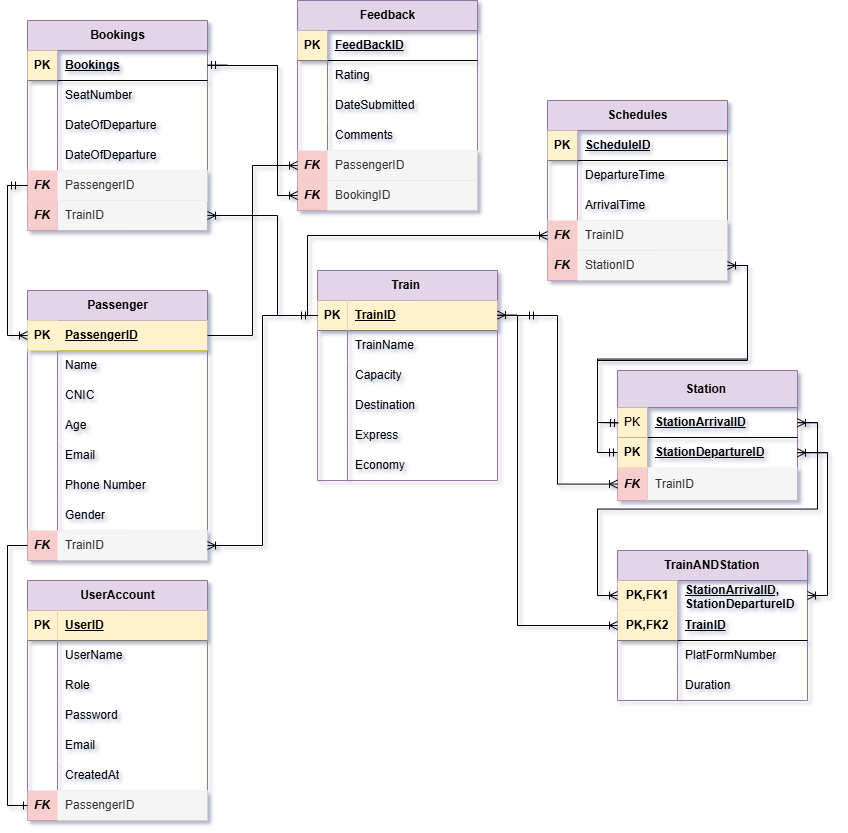 Bookings
PK Bookings
SeatNumber
DateOfDeparture
DateOfDeparture
FK PassengerID
FK TrainID
Feedback
PK FeedBackID
Rating
DateSubmitted
Comments
FK PassengerID
FK BookingID
Schedules
PK ScheduleID
DepartureTime
ArrivalTime
FK TrainID
FK StationID
Passenger
PK PassengerID
Name
CNIC
Age
Email
Phone Number
Gender
FK TrainID
Train
PK TrainID
TrainName
Capacity
Destination
Express
Economy
Station
PK StationArrivalID
PK StationDepartureID
FK TrainID
UserAccount
PK UserID
UserName
Role
Password
Email
CreatedAt
FK PassengerID
TrainANDStation
PK,FK1 StationArrivalID,
StationDepartureID
PK,FK2 TrainID
PlatFormNumber
Duration